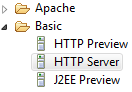 Apache
Basic
HTTP Preview
HTTP Server
J2EE Preview